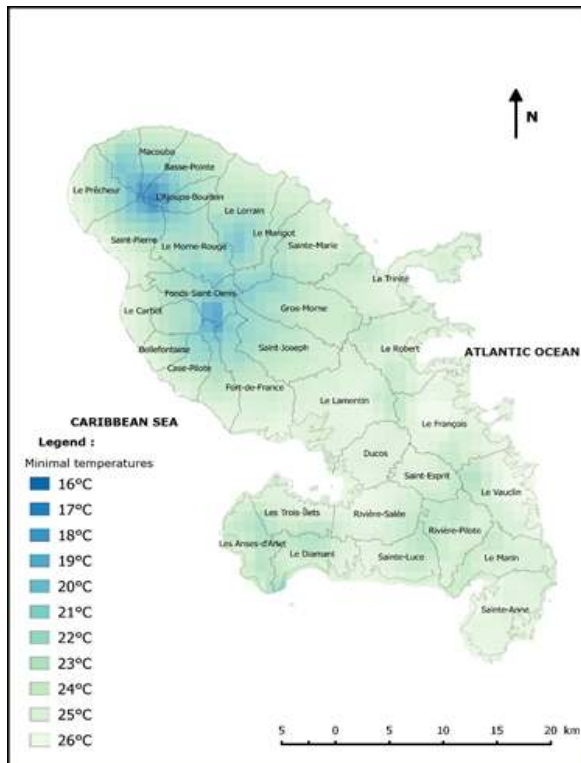 N
Macouba
Basse-Pointe
Le Prêcheur
L'Ajoupa-Bouillon
Le Lorrain
Le Marigot
Saint-Pierre
Le Morne-Rouge
Sainte-Marie
La Trinité
Fonds-Saint-Denis
Le Carbet
Gros-Morne
Bellefontaine
Saint-Joseph
Le Robert
ATLANTIC OCEAN
Case-Pilote
Fort-de-France
Le Lamentin
CARIBBEAN SEA
Le François
Legend :
Minimal temperatures
Ducos
Saint-Esprit
16°C
Le Vauclin
17°C
Les Trois-Îlets
Rivière-Salée
18°C
Rivière-Pilote
19°C
Les Anses-d'Arlet
Le Diamant
Sainte-Luce
Le Marin
20°C
21°C
Sainte-Anne
22°C
23°C
24°C
25°C
26°C
5 0 5 10 15 20 km